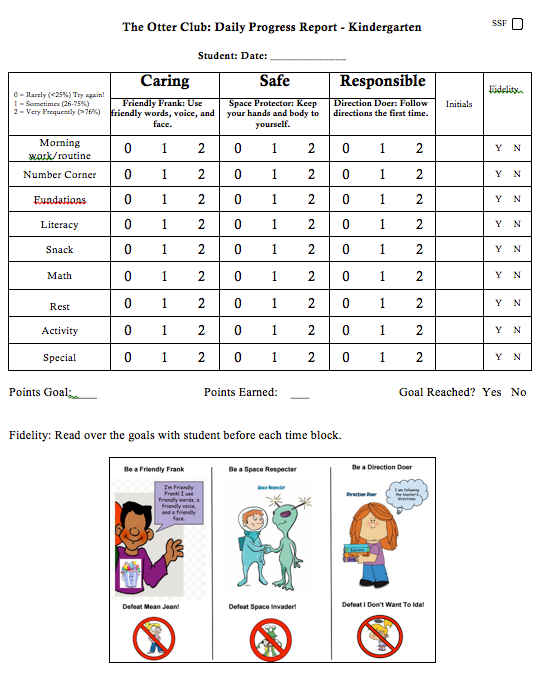 SSF
The Otter Club: Daily Progress Report - Kindergarten
Student: Date: _______________
0 = Rarely (<25%) Try again!
1 = Sometimes (26-75%)
2 = Very Frequently (>76%)
Caring Safe Responsible
Friendly Frank: Use friendly words, voice, and face.
Space Protector: Keep your hands and body to yourself.
Direction Doer: Follow directions the first time.
Initials
Fidelity
Morning work/routine 0 1 2 0 1 2 0 1 2 Y N
Number Corner 0 1 2 0 1 2 0 1 2 Y N
Fundations 0 1 2 0 1 2 0 1 2 Y N
Literacy 0 1 2 0 1 2 0 1 2 Y N
Snack 0 1 2 0 1 2 0 1 2 Y N
Math 0 1 2 0 1 2 0 1 2 Y N
Rest 0 1 2 0 1 2 0 1 2 Y N
Activity 0 1 2 0 1 2 0 1 2 Y N
Special 0 1 2 0 1 2 0 1 2 Y N
Points Goal:____ Points Earned: ____ Goal Reached? Yes No
Fidelity: Read over the goals with student before each time block.
Be a Friendly Frank
I'm Friendly
Frank! I use
friendly words, a
friendly voice,
and a friendly
face.
Defeat Mean Jean!
Be a Space Respecter
Space Respecter
Defeat Space Invader!
Be a Direction Doer
Direction Doer
I am following
the teacher's
directions.
Defeat I Don't Want To Ida!